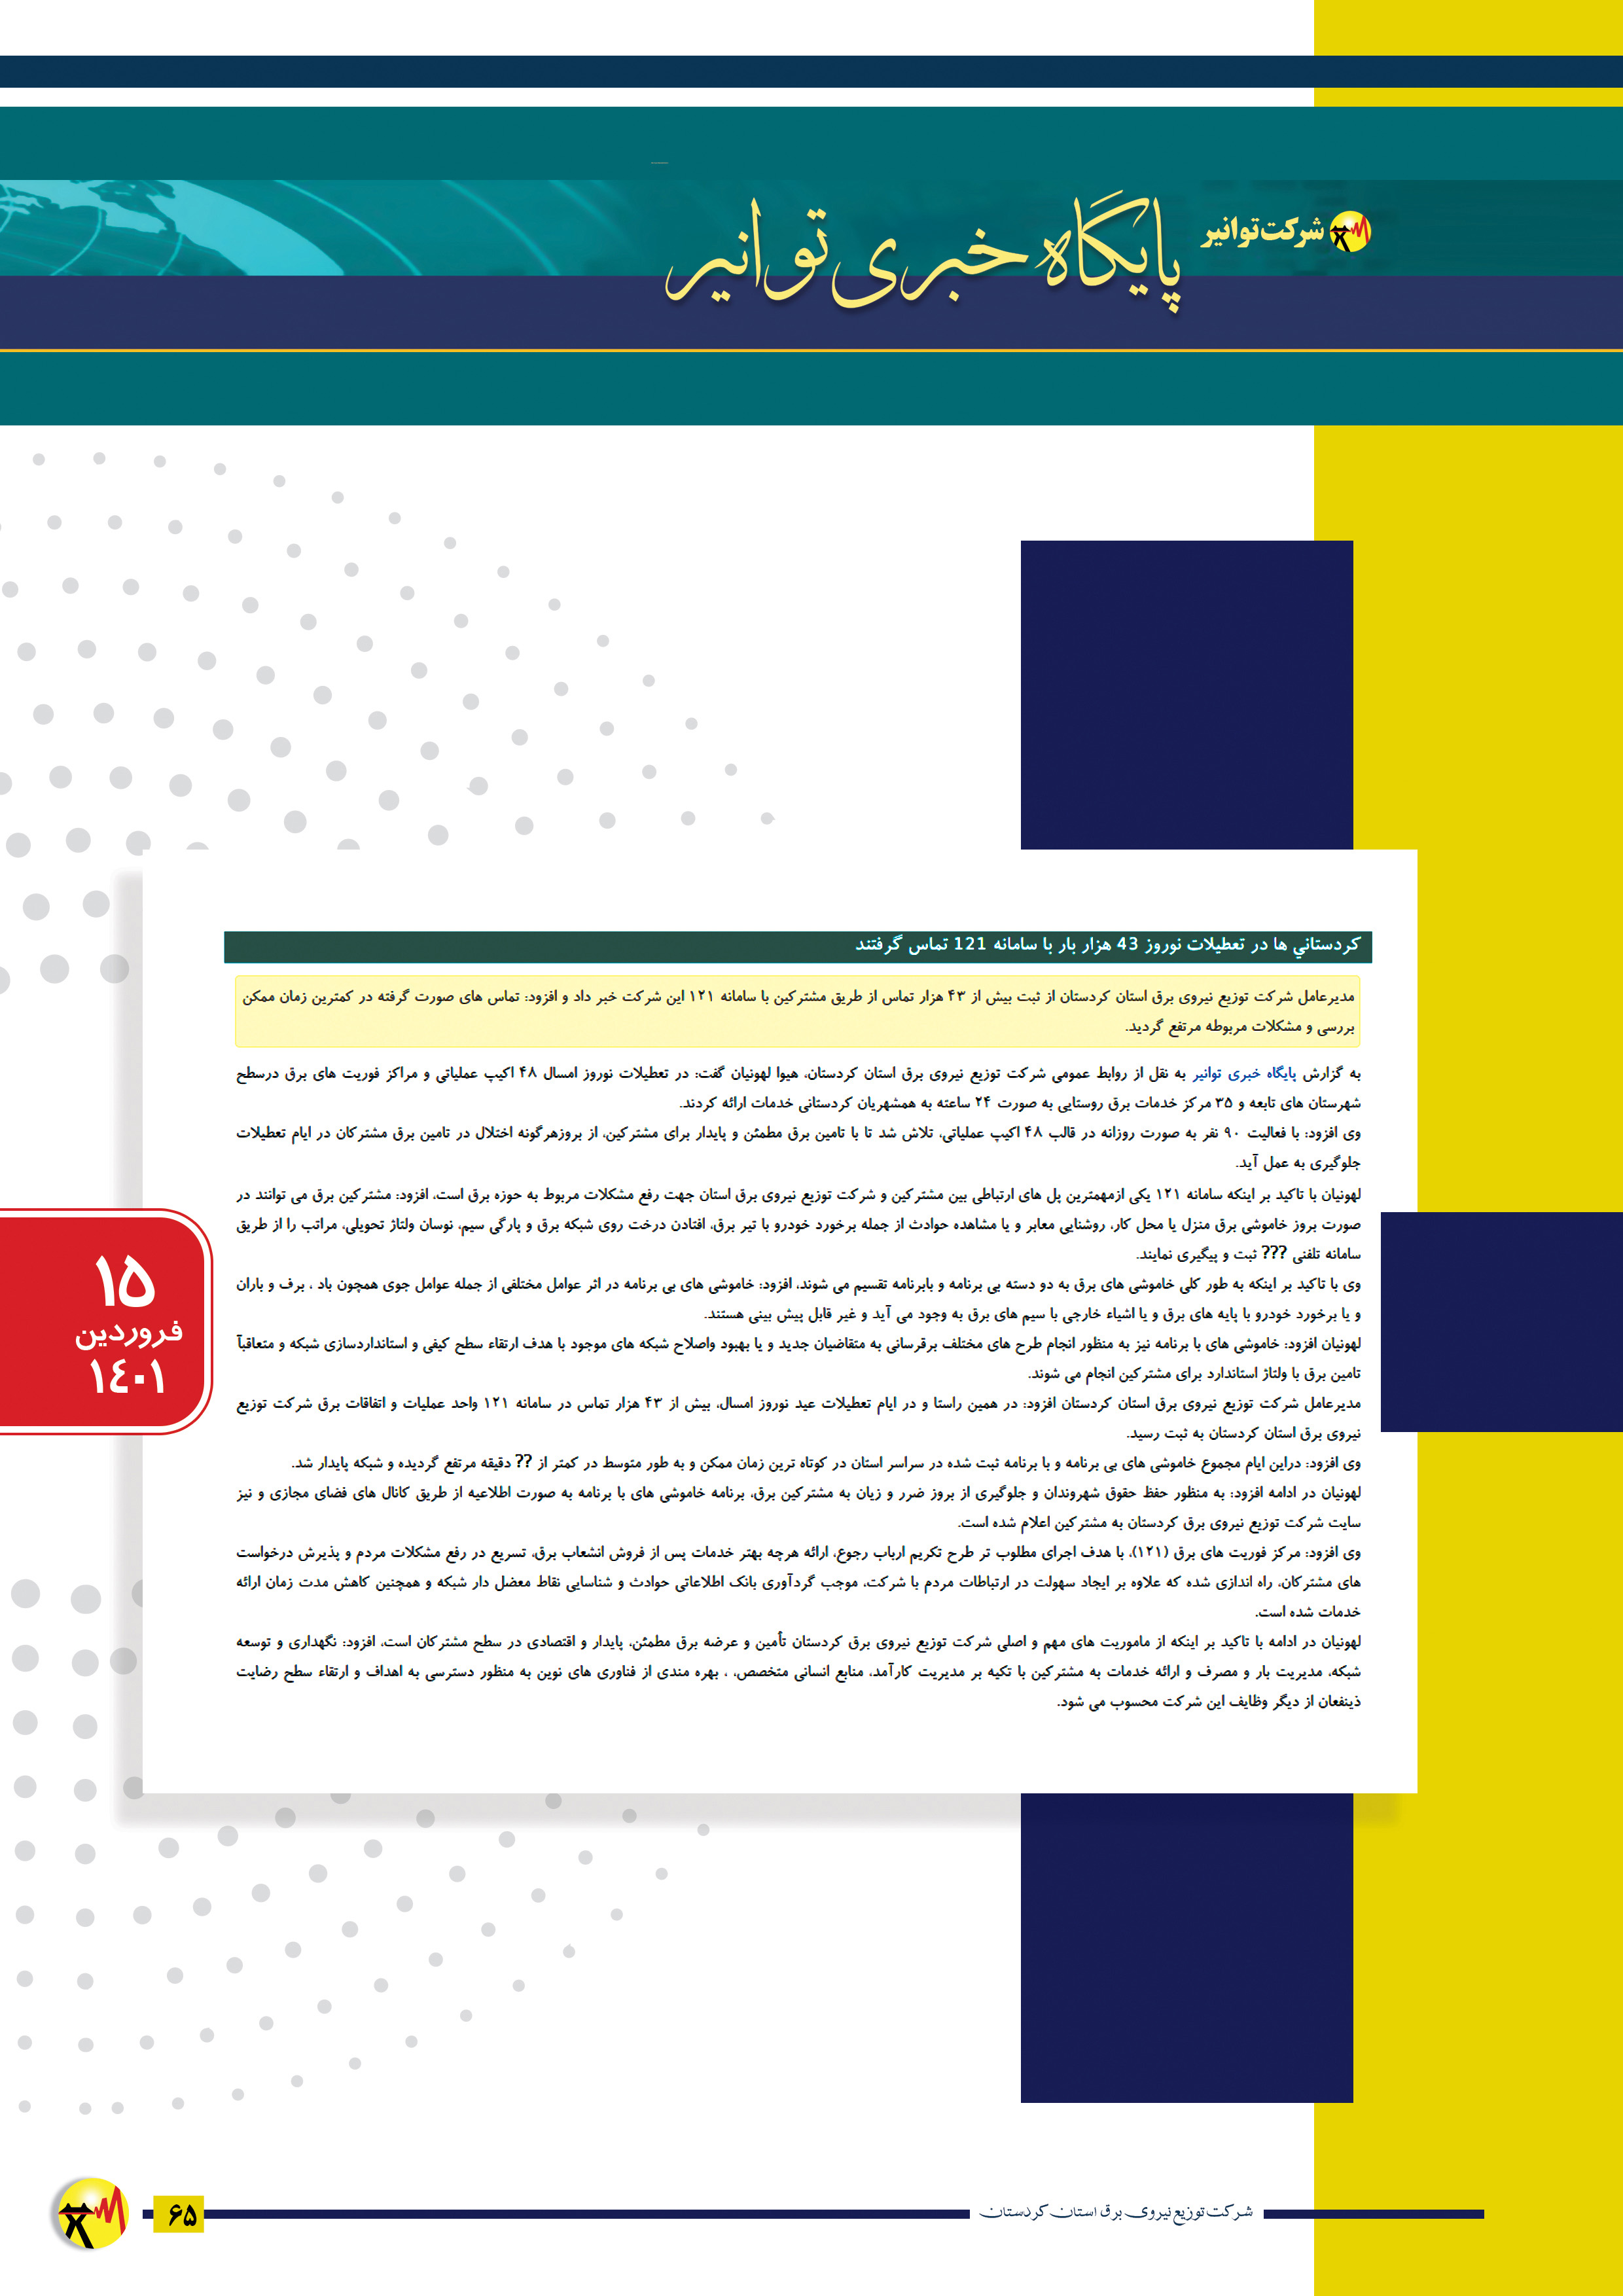 شرکت توانیر
پایگاه خبری توانیر
کردستاني ها در تعطیلات نوروز 43 هزار بار با سامانه 121 تماس گرفتند
مدیرعامل شرکت توزیع نیروی برق استان کردستان از ثبت بیش از ۴۳ هزار تماس از طریق مشترکین با سامانه ۱۲۱ این شرکت خبر داد و افزود: تماس های صورت گرفته در کمترین زمان ممکن
بررسی و مشکلات مربوطه مرتفع گردید.
به گزارش پایگاه خبری توانیر به نقل از روابط عمومی شرکت توزیع نیروی برق استان کردستان، هیوا لهونیان گفت: در تعطیلات نوروز امسال ۴۸ اکیپ عملیاتی و مراکز فوریت های برق درسطح
شهرستان های تابعه و ۳۵ مرکز خدمات برق روستایی به صورت ۲۴ ساعته به همشهریان کردستانی خدمات ارائه کردند.
وی افزود: با فعالیت ۹۰ نفر به صورت روزانه در قالب ۴۸ اکیپ عملیاتی، تلاش شد تا با تامین برق مطمئن و پایدار برای مشترکین، از بروزهرگونه اختلال در تامین برق مشترکان در ایام تعطیلات
جلوگیری به عمل آید.
لهونیان با تاکید بر اینکه سامانه ۱۲۱ یکی ازمهمترین پل های ارتباطی بین مشترکین و شرکت توزیع نیروی برق استان جهت رفع مشکلات مربوط به حوزه برق است، افزود: مشترکین برق می توانند در
صورت بروز خاموشی برق منزل یا محل کار، روشنایی معابر و یا مشاهده حوادث از جمله برخورد خودرو با تیر برق، افتادن درخت روی شبکه برق و پارگی سیم، نوسان ولتاژ تحویلی، مراتب را از طریق
سامانه تلفنی ??? ثبت و پیگیری نمایند.
وی با تاکید بر اینکه به طور کلی خاموشی های برق به دو دسته بی برنامه و بابرنامه تقسیم می شوند، افزود: خاموشی های بی برنامه در اثر عوامل مختلفی از جمله عوامل جوی همچون باد ، برف و باران
و یا برخورد خودرو با پایه های برق و یا اشیاء خارجی با سیم های برق به وجود می آید و غیر قابل پیش بینی هستند.
لهونیان افزود: خاموشی های با برنامه نیز به منظور انجام طرح های مختلف برقرسانی به متقاضیان جدید و یا بهبود واصلاح شبکه های موجود با هدف ارتقاء سطح کیفی و استانداردسازی شبکه و متعاقباً
تامین برق با ولتاژ استاندارد برای مشترکین انجام می شوند.
مدیرعامل شرکت توزیع نیروی برق استان کردستان افزود: در همین راستا و در ایام تعطیلات عید نوروز امسال، بیش از ۴۳ هزار تماس در سامانه ۱۲۱ واحد عملیات و اتفاقات برق شرکت توزیع
نیروی برق استان کردستان به ثبت رسید.
وی افزود: دراین ایام مجموع خاموشی های بی برنامه و با برنامه ثبت شده در سراسر استان در کوتاه ترین زمان ممکن و به طور متوسط در کمتر از ?? دقیقه مرتفع گردیده و شبکه پایدار شد.
لهونیان در ادامه افزود: به منظور حفظ حقوق شهروندان و جلوگیری از بروز ضرر و زیان به مشترکین برق، برنامه خاموشی های با برنامه به صورت اطلاعیه از طریق کانال های فضای مجازی و نیز
سایت شرکت توزیع نیروی برق کردستان به مشترکین اعلام شده است.
وی افزود: مرکز فوریت های برق (۱۲۱)، با هدف اجرای مطلوب تر طرح تکریم ارباب رجوع، ارائه هرچه بهتر خدمات پس از فروش انشعاب برق، تسریع در رفع مشکلات مردم و پذیرش درخواست
های مشترکان، راه اندازی شده که علاوه بر ایجاد سهولت در ارتباطات مردم با شرکت، موجب گردآوری بانک اطلاعاتی حوادث و شناسایی نقاط معضل دار شبکه و همچنین کاهش مدت زمان ارائه
خدمات شده است.
لهونیان در ادامه با تاکید بر اینکه از ماموریت های مهم و اصلی شرکت توزیع نیروی برق کردستان تأمین و عرضه برق مطمئن، پایدار و اقتصادی در سطح مشترکان است، افزود: نگهداری و توسعه
شبکه، مدیریت بار و مصرف و ارائه خدمات به مشترکین با تکیه بر مدیریت کارآمد، منابع انسانی متخصص، ، بهره مندی از فناوری های نوین به منظور دسترسی به اهداف و ارتقاء سطح رضایت
ذینفعان از دیگر وظایف این شرکت محسوب می شود.
۱۵
فروردین
۱٤۰۱
شرکت توزیع نیروی برق استان کردستان
۶۵